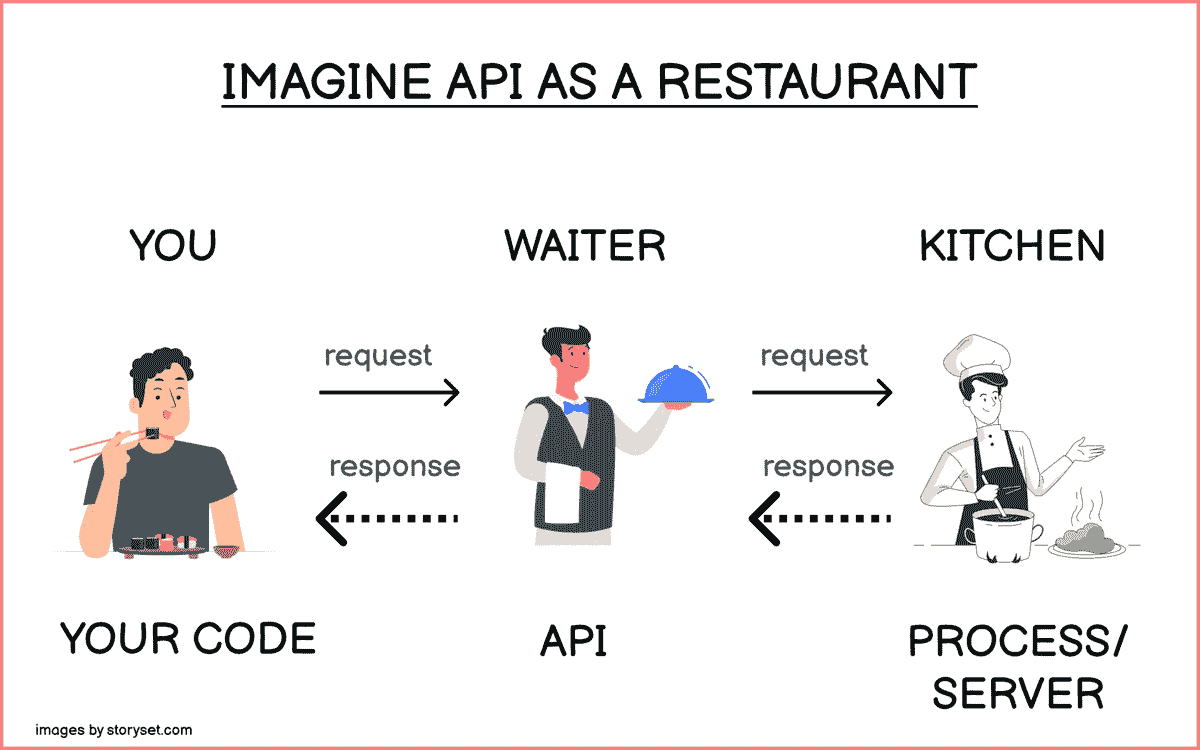 IMAGINE API AS A RESTAURANT
YOU
WAITER
KITCHEN
request
request
response
response
YOUR CODE
API
PROCESS/
SERVER
images by storyset.com